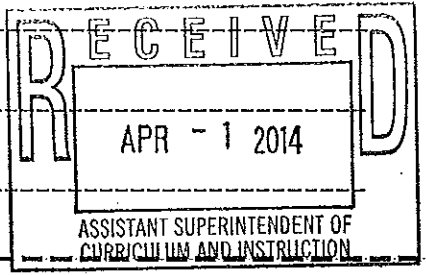 RECEIVED
APR - 1 2014
ASSISTANT SUPERINTENDENT OF
CURRICULUM AND INSTRUCTION